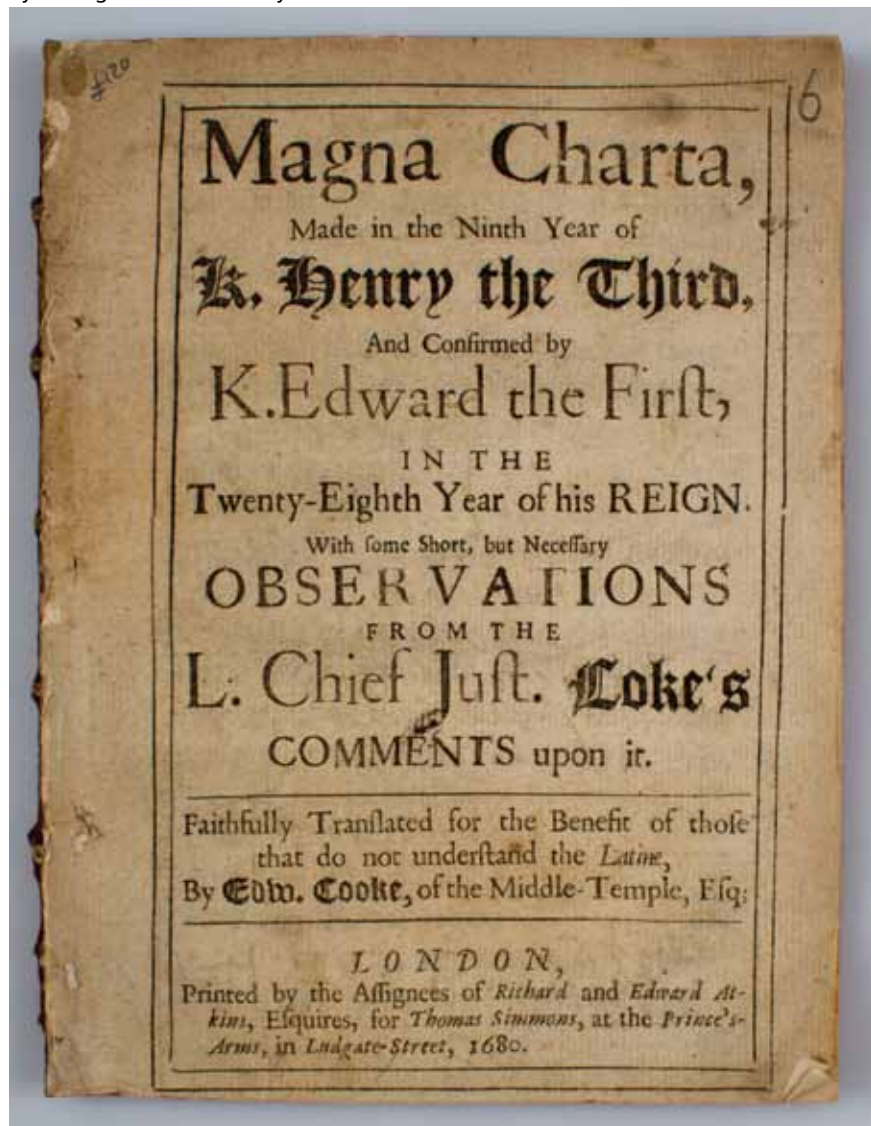 £120
6
Magna Charta,
Made in the Ninth Year of
K. Henry the Third,
And Confirmed by
K.Edward the Firſt,
IN THE
Twenty-Eighth Year of his REIGN.
With ſome Short, but Neceſſary
OBSERVATIONS
FROM THE
L. Chief Juſt. Coke's
COMMENTS upon it.
Faithfully Tranſlated for the Benefit of thoſe
that do not underſtand the Latine,
By Edw. Cooke, of the Middle-Temple, Eſq;
LONDON,
Printed by the Aſſignees of Richard and Edward At-
kins, Eſquires, for Thomas Simmons, at the Prince's-
Arms, in Ludgate-Street, 1680.